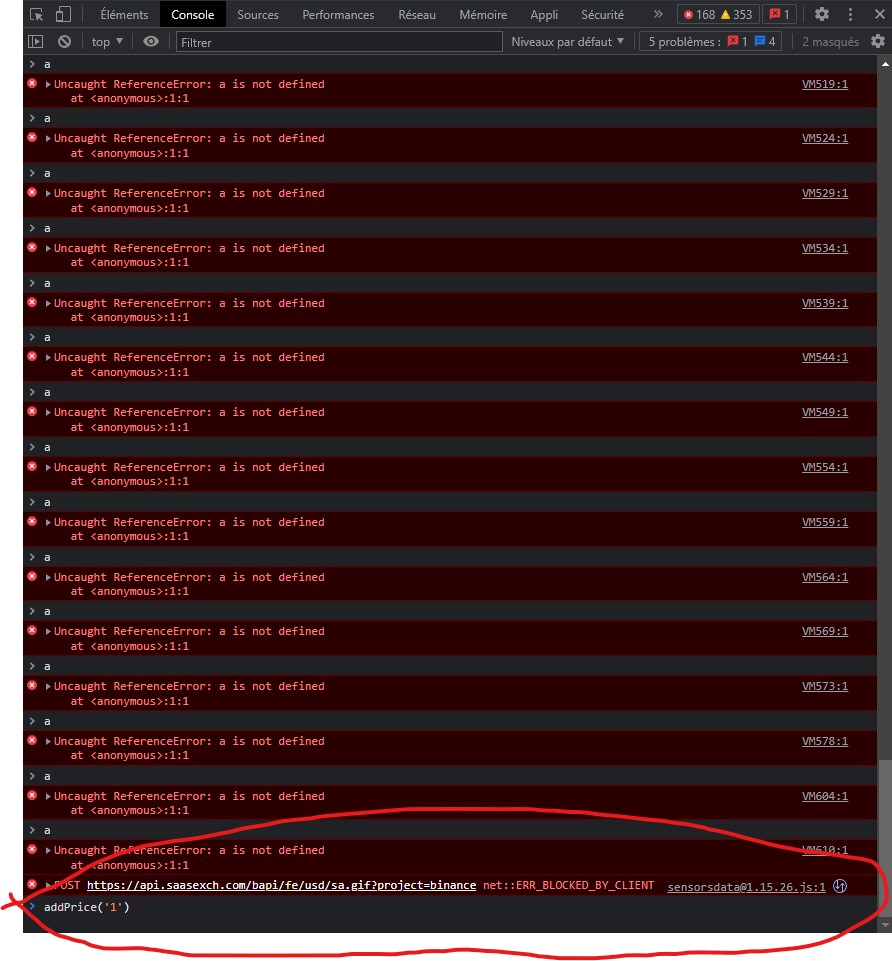 Éléments Console Sources Performances Réseau Mémoire Appli Sécurité » 168 353 1
top Filtrer Niveaux par défaut 5 problèmes : 1 4 2 masqués
> a
Uncaught ReferenceError: a is not defined VM519:1
at <anonymous>:1:1
> a
Uncaught ReferenceError: a is not defined VM524:1
at <anonymous>:1:1
> a
Uncaught ReferenceError: a is not defined VM529:1
at <anonymous>:1:1
> a
Uncaught ReferenceError: a is not defined VM534:1
at <anonymous>:1:1
> a
Uncaught ReferenceError: a is not defined VM539:1
at <anonymous>:1:1
> a
Uncaught ReferenceError: a is not defined VM544:1
at <anonymous>:1:1
> a
Uncaught ReferenceError: a is not defined VM549:1
at <anonymous>:1:1
> a
Uncaught ReferenceError: a is not defined VM554:1
at <anonymous>:1:1
> a
Uncaught ReferenceError: a is not defined VM559:1
at <anonymous>:1:1
> a
Uncaught ReferenceError: a is not defined VM564:1
at <anonymous>:1:1
> a
Uncaught ReferenceError: a is not defined VM569:1
at <anonymous>:1:1
> a
Uncaught ReferenceError: a is not defined VM573:1
at <anonymous>:1:1
> a
Uncaught ReferenceError: a is not defined VM578:1
at <anonymous>:1:1
> a
Uncaught ReferenceError: a is not defined VM604:1
at <anonymous>:1:1
> a
Uncaught ReferenceError: a is not defined VM610:1
at <anonymous>:1:1
POST https://api.saasexch.com/bapi/fe/usd/sa.gif?project=binance net::ERR_BLOCKED_BY_CLIENT sensorsdata@1.15.26.js:1
> addPrice('1')